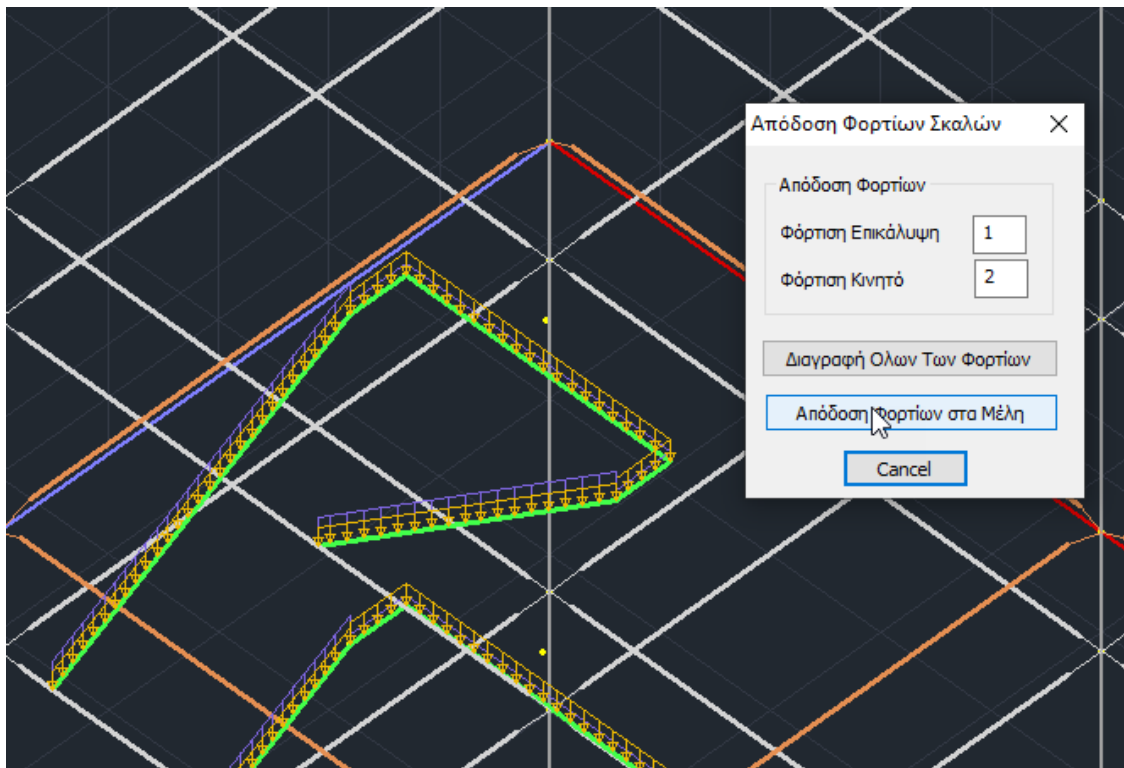 Απόδοση Φορτίων Σκαλών
Απόδοση Φορτίων
Φόρτιση Επικάλυψη 1
Φόρτιση Κινητό 2
Διαγραφή Ολων Των Φορτίων
Απόδοση Φορτίων στα Μέλη
Cancel